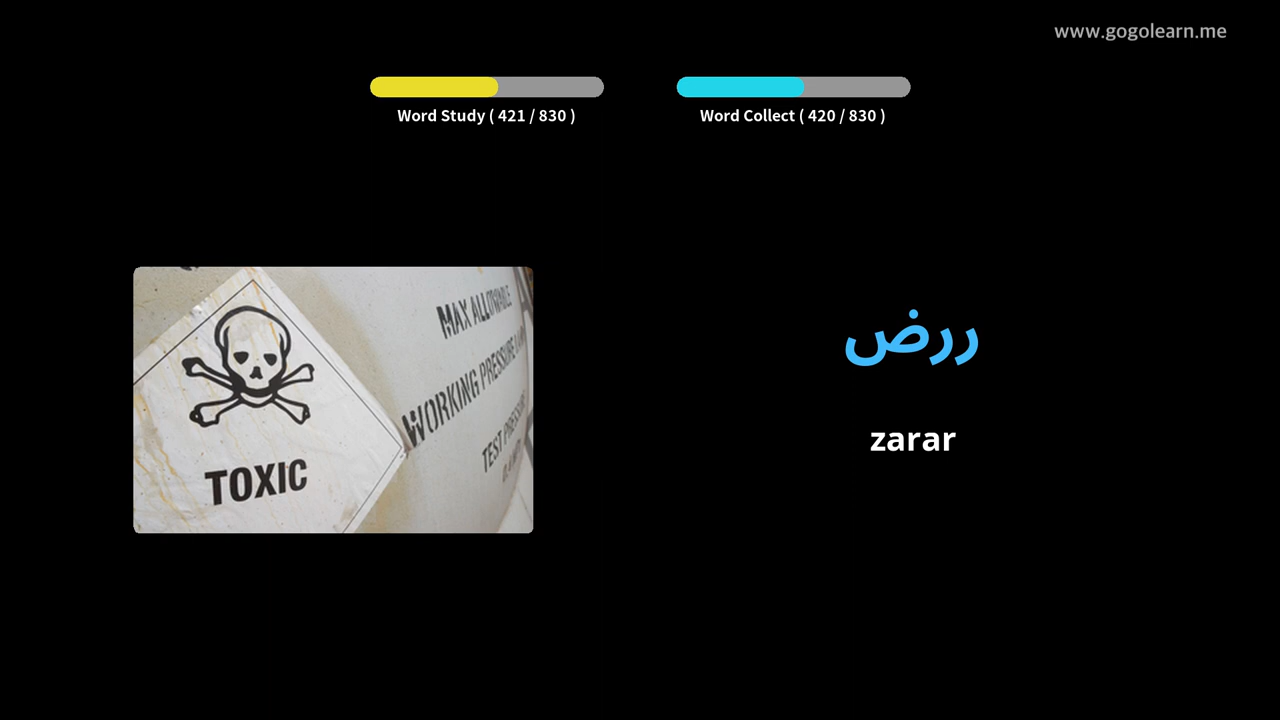 www.gogolearn.me
Word Study ( 421 / 830 )
Word Collect ( 420 / 830 )
MAX ALLOWABLE
WORKING PRESSURE
TEST PRESSURE
TOXIC
ررض
zarar